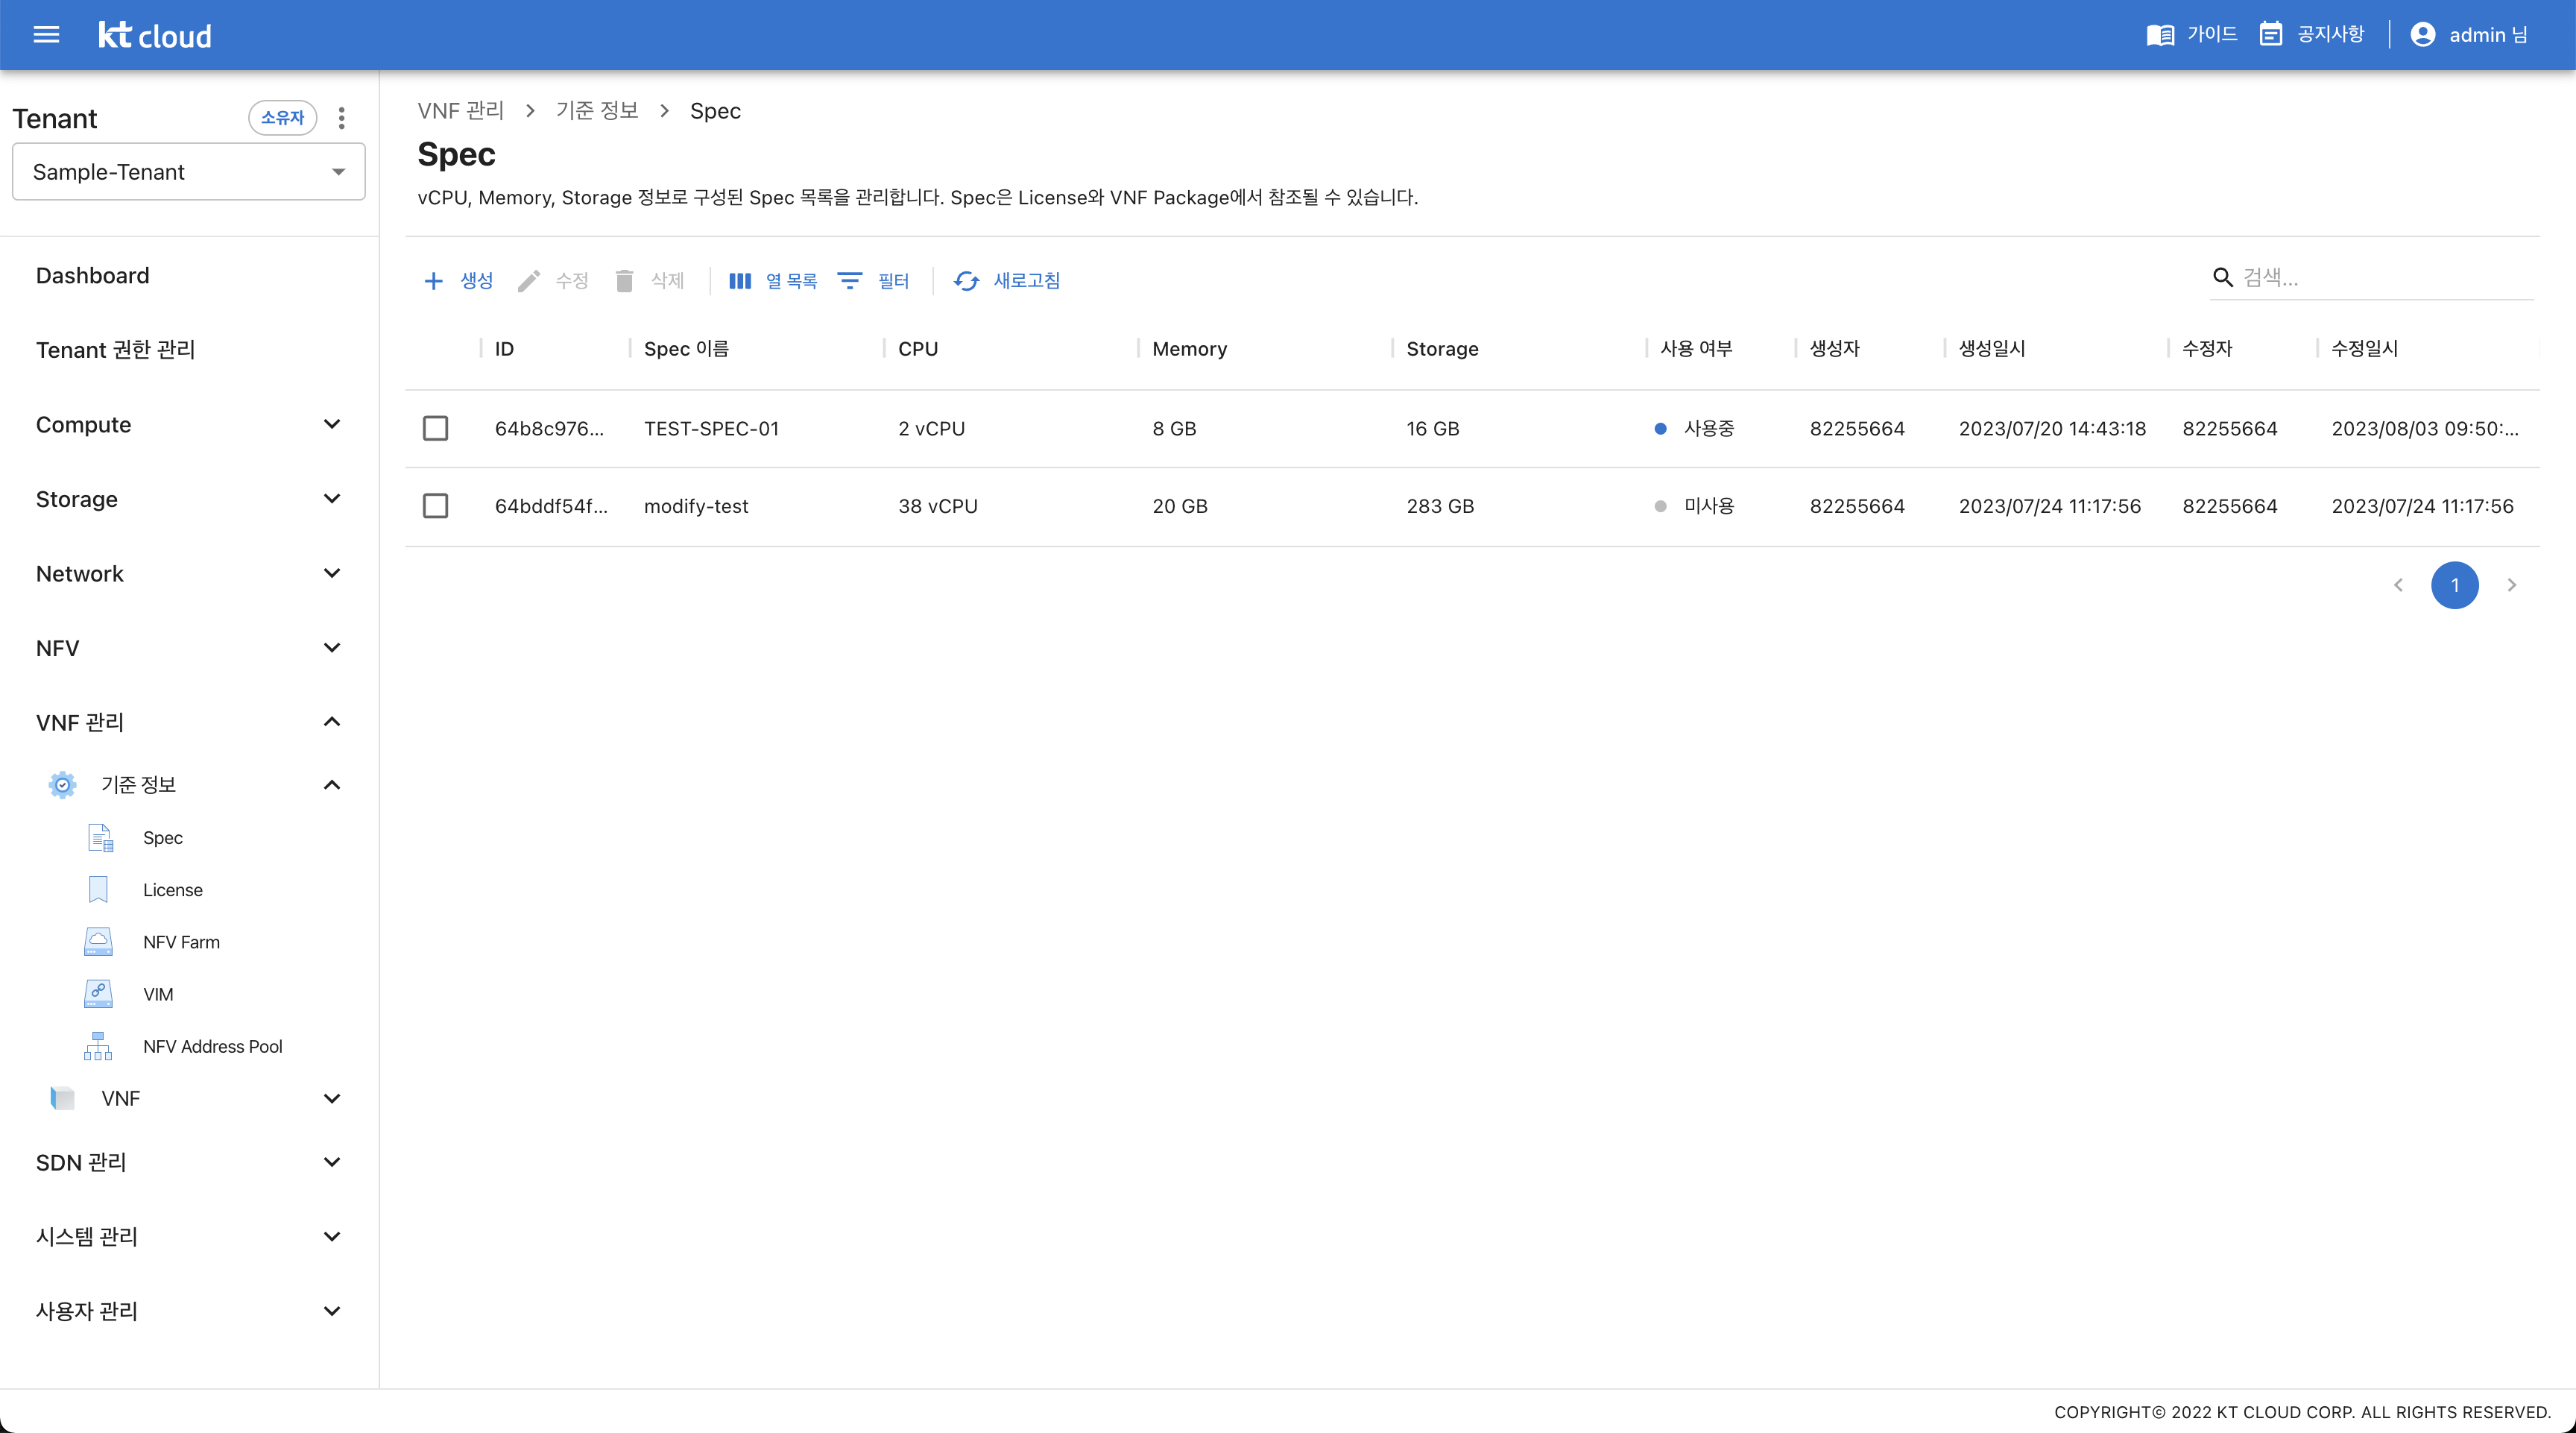 kt cloud
가이드
공지사항
admin 님
Tenant
소유자
Sample-Tenant
Dashboard
Tenant 권한 관리
Compute
Storage
Network
NFV
VNF 관리
기준 정보
Spec
License
NFV Farm
VIM
NFV Address Pool
VNF
SDN 관리
시스템 관리
사용자 관리
VNF 관리 > 기준 정보 > Spec
Spec
vCPU, Memory, Storage 정보로 구성된 Spec 목록을 관리합니다. Spec은 License와 VNF Package에서 참조될 수 있습니다.
생성 수정 삭제 열 목록 필터 새로고침 검색...
ID Spec 이름 CPU Memory Storage 사용 여부 생성자 생성일시 수정자 수정일시
64b8c976... TEST-SPEC-01 2 vCPU 8 GB 16 GB 사용중 82255664 2023/07/20 14:43:18 82255664 2023/08/03 09:50:...
64bddf54f... modify-test 38 vCPU 20 GB 283 GB 미사용 82255664 2023/07/24 11:17:56 82255664 2023/07/24 11:17:56
1
COPYRIGHT© 2022 KT CLOUD CORP. ALL RIGHTS RESERVED.